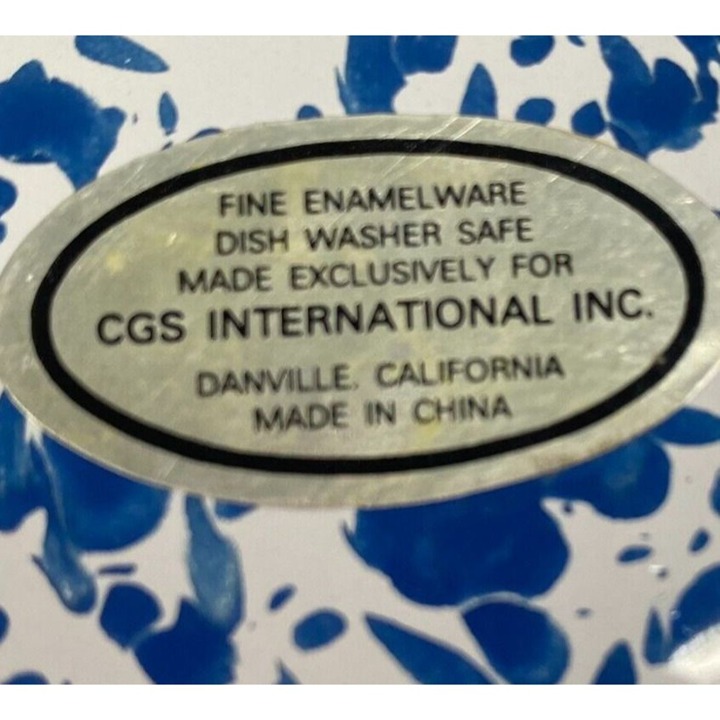 FINE ENAMELWARE
DISH WASHER SAFE
MADE EXCLUSIVELY FOR
CGS INTERNATIONAL INC.
DANVILLE, CALIFORNIA
MADE IN CHINA